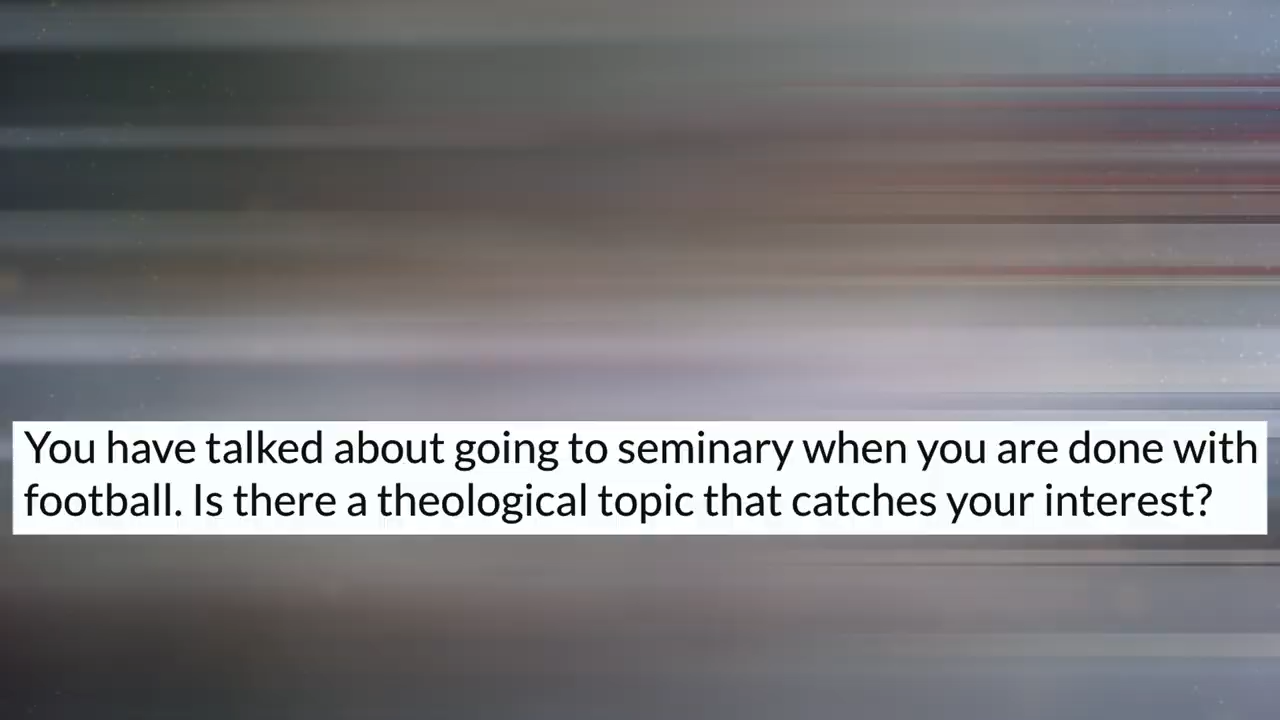 You have talked about going to seminary when you are done with
football. Is there a theological topic that catches your interest?